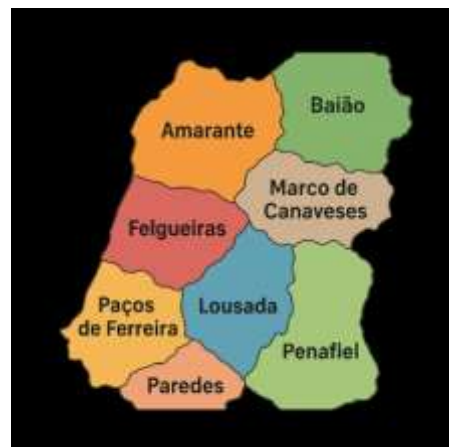 Baião
Amarante
Marco de
Canaveses
Felgueiras
Paços
de Ferreira
Lousada
Penafiel
Paredes